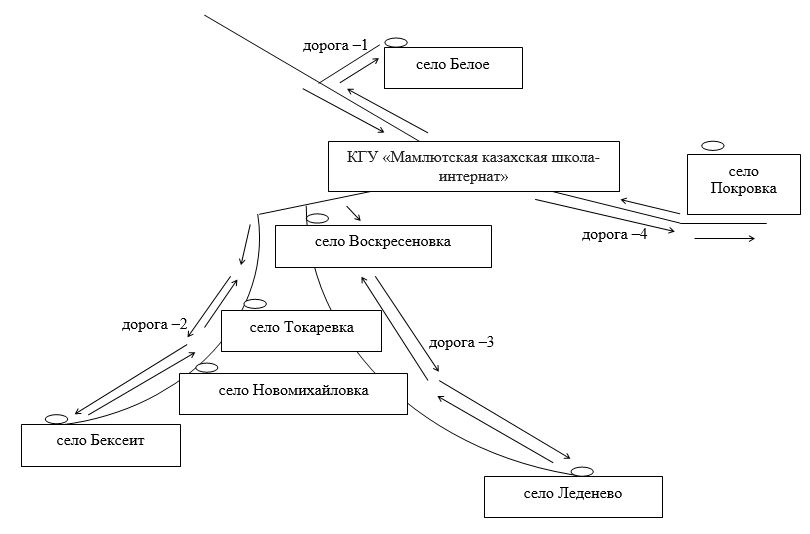 дорога –1
село Белое
КГУ «Мамлютская казахская школа-
интернат»
село
Покровка
дорога –4
село Воскресеновка
дорога –2
село Токаревка
дорога –3
село Новомихайловка
село Бексеит
село Леденево